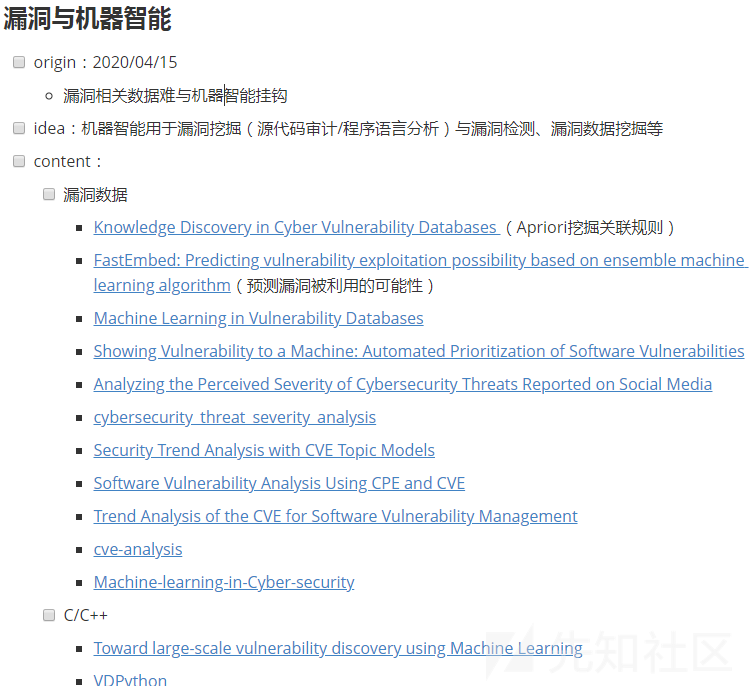 漏洞与机器智能
origin：2020/04/15
漏洞相关数据难与机器智能挂钩
idea：机器智能用于漏洞挖掘（源代码审计/程序语言分析）与漏洞检测、漏洞数据挖掘等
content：
漏洞数据
Knowledge Discovery in Cyber Vulnerability Databases （Apriori挖掘关联规则）
FastEmbed: Predicting vulnerability exploitation possibility based on ensemble machine
learning algorithm（预测漏洞被利用的可能性）
Machine Learning in Vulnerability Databases
Showing Vulnerability to a Machine: Automated Prioritization of Software Vulnerabilities
Analyzing the Perceived Severity of Cybersecurity Threats Reported on Social Media
cybersecurity_threat_severity_analysis
Security Trend Analysis with CVE Topic Models
Software Vulnerability Analysis Using CPE and CVE
Trend Analysis of the CVE for Software Vulnerability Management
cve-analysis
Machine-learning-in-Cyber-security
C/C++
Toward large-scale vulnerability discovery using Machine Learning
VDPython
先知社区